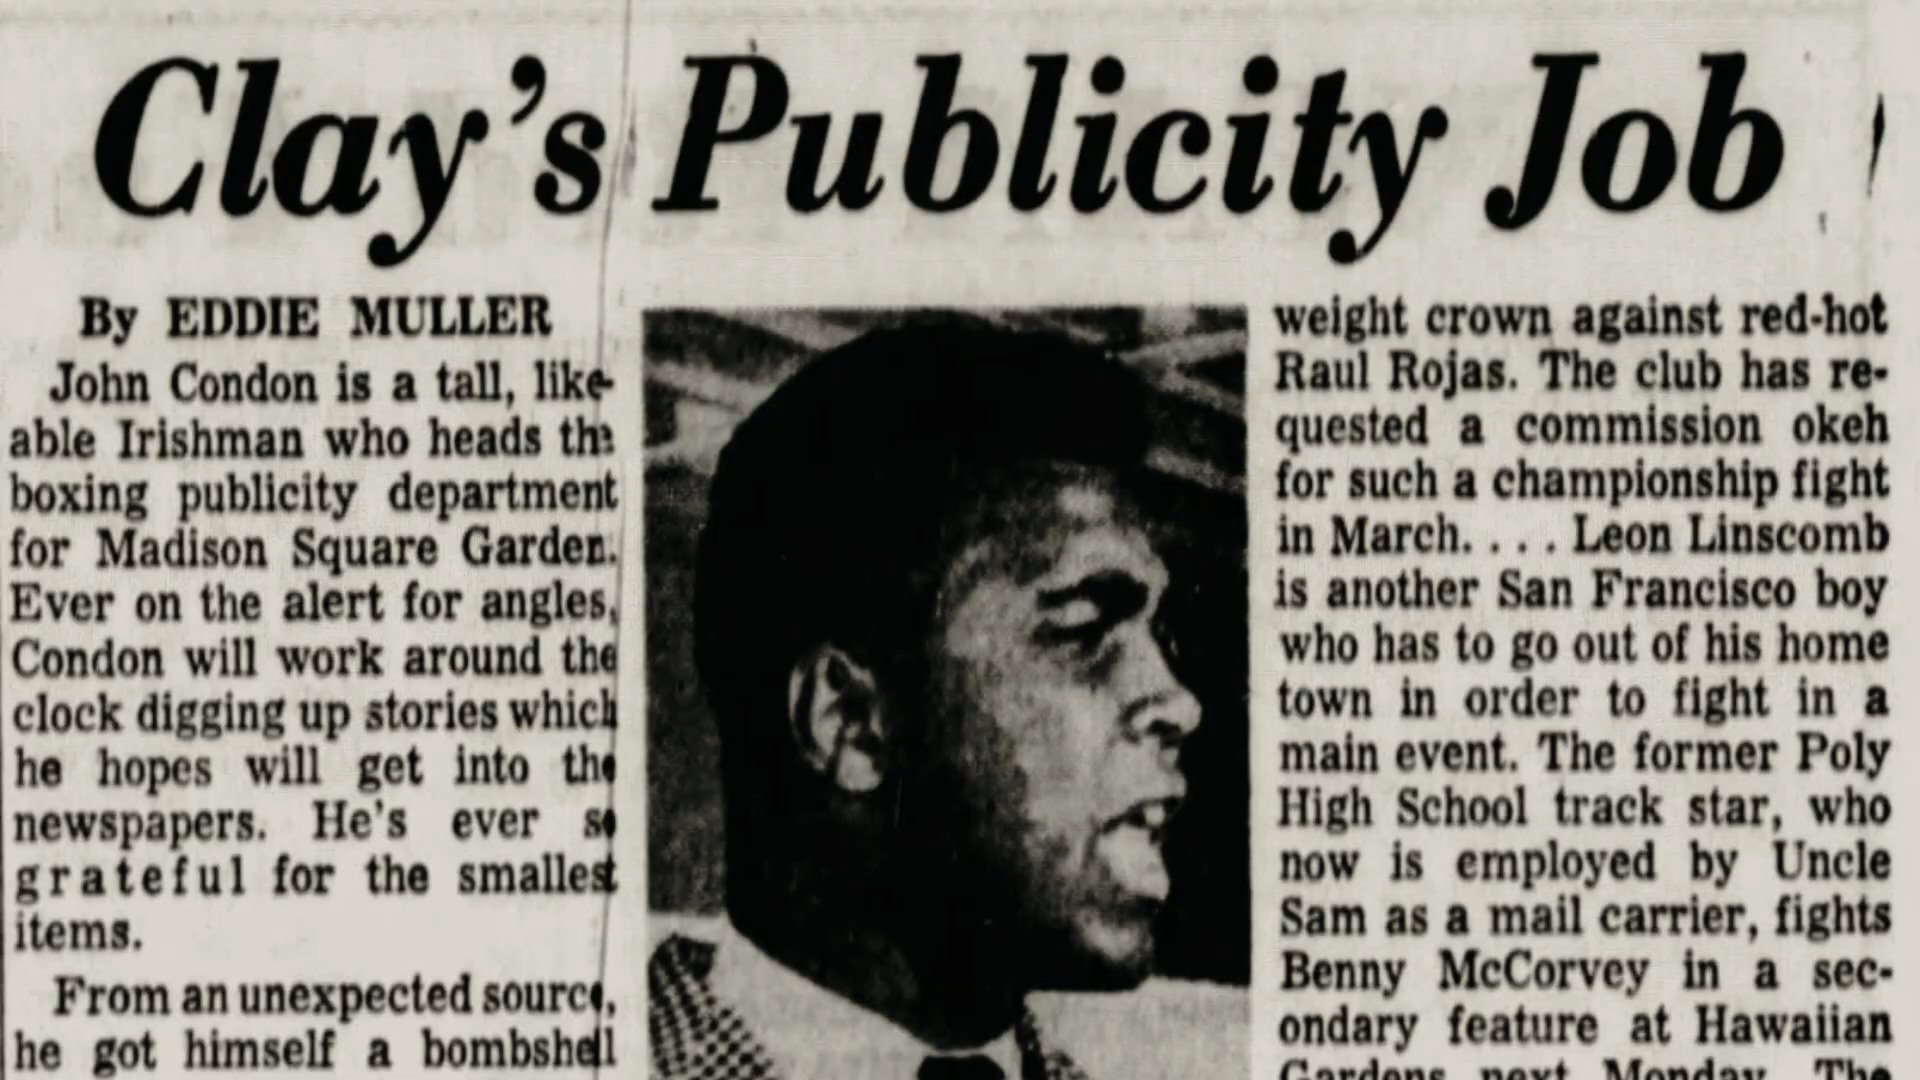 Clay's Publicity Job
By EDDIE MULLER
John Condon is a tall, like-
able Irishman who heads the
boxing publicity department
for Madison Square Garden.
Ever on the alert for angles,
Condon will work around the
clock digging up stories which
he hopes will get into the
newspapers. He's ever so
grateful for the smallest
items.
From an unexpected source,
he got himself a bombshell
weight crown against red-hot
Raul Rojas. The club has re-
quested a commission okeh
for such a championship fight
in March. . . . Leon Linscomb
is another San Francisco boy
who has to go out of his home
town in order to fight in a
main event. The former Poly
High School track star, who
now is employed by Uncle
Sam as a mail carrier, fights
Benny McCorvey in a sec-
ondary feature at Hawaiian
Gardens next Monday. The